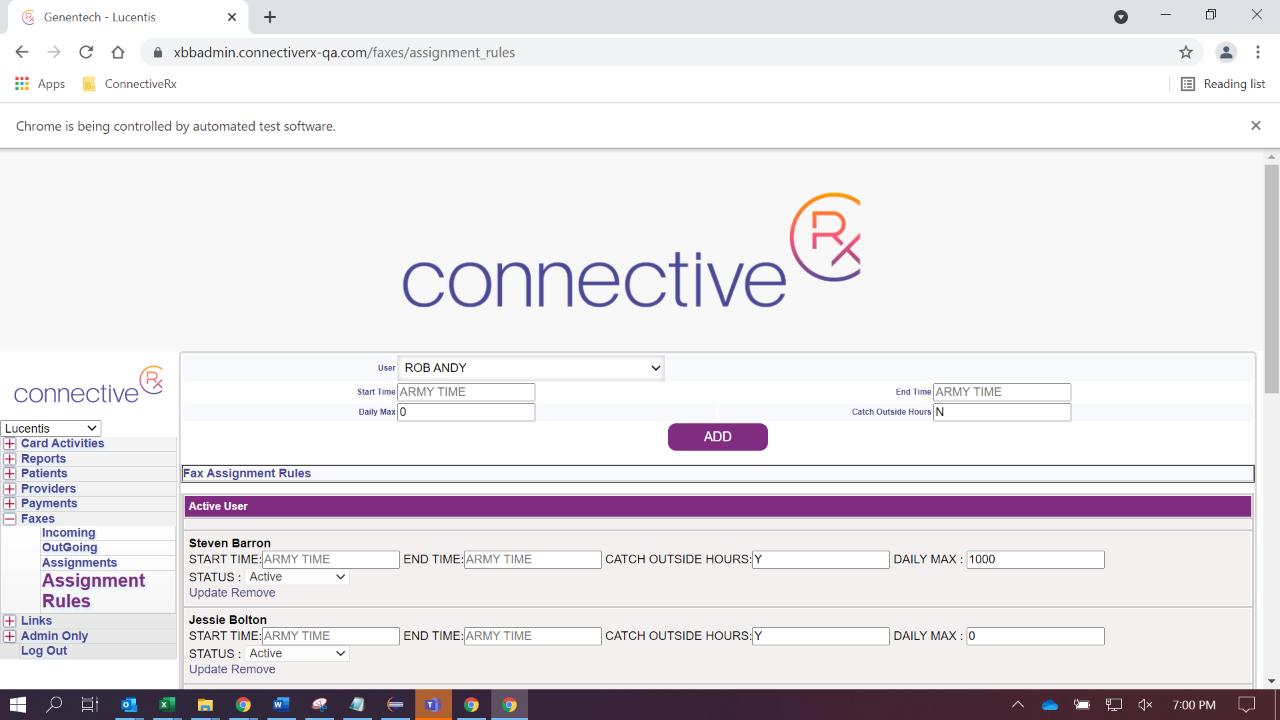 Genentech - Lucentis
xbbadmin.connectiverx-qa.com/faxes/assignment_rules
Apps ConnectiveRx Reading list
Chrome is being controlled by automated test software.
connective Rx
connective Rx
Lucentis
Card Activities
Reports
Patients
Providers
Payments
Faxes
Incoming
OutGoing
Assignments
Assignment
Rules
Links
Admin Only
Log Out
User ROB ANDY
Start Time ARMY TIME End Time ARMY TIME
Daily Max 0 Catch Outside Hours N
ADD
Fax Assignment Rules
Active User
Steven Barron
START TIME: ARMY TIME END TIME: ARMY TIME CATCH OUTSIDE HOURS: Y DAILY MAX : 1000
STATUS : Active
Update Remove
Jessie Bolton
START TIME: ARMY TIME END TIME: ARMY TIME CATCH OUTSIDE HOURS: Y DAILY MAX : 0
STATUS : Active
Update Remove
7:00 PM